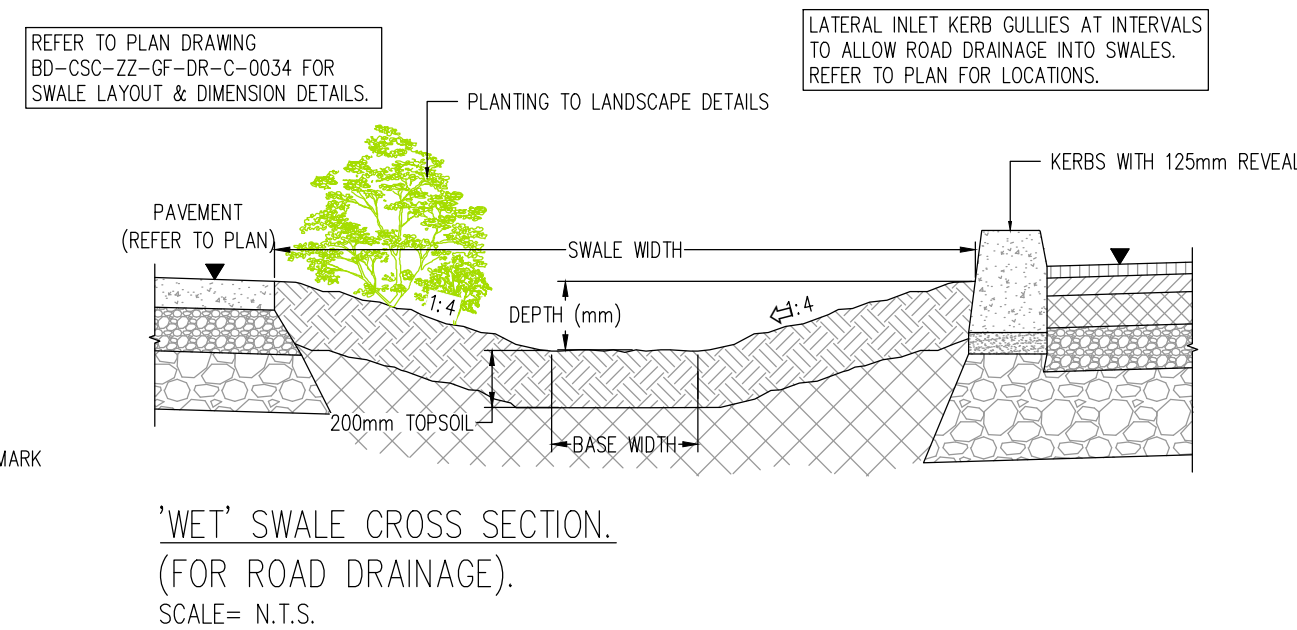 REFER TO PLAN DRAWING
BD-CSC-ZZ-GF-DR-C-0034 FOR
SWALE LAYOUT & DIMENSION DETAILS.
LATERAL INLET KERB GULLIES AT INTERVALS
TO ALLOW ROAD DRAINAGE INTO SWALES.
REFER TO PLAN FOR LOCATIONS.
PLANTING TO LANDSCAPE DETAILS
KERBS WITH 125mm REVEAL
PAVEMENT
(REFER TO PLAN)
SWALE WIDTH
1:4
DEPTH (mm)
1:4
200mm TOPSOIL
BASE WIDTH
MARK
'WET' SWALE CROSS SECTION.
(FOR ROAD DRAINAGE).
SCALE= N.T.S.